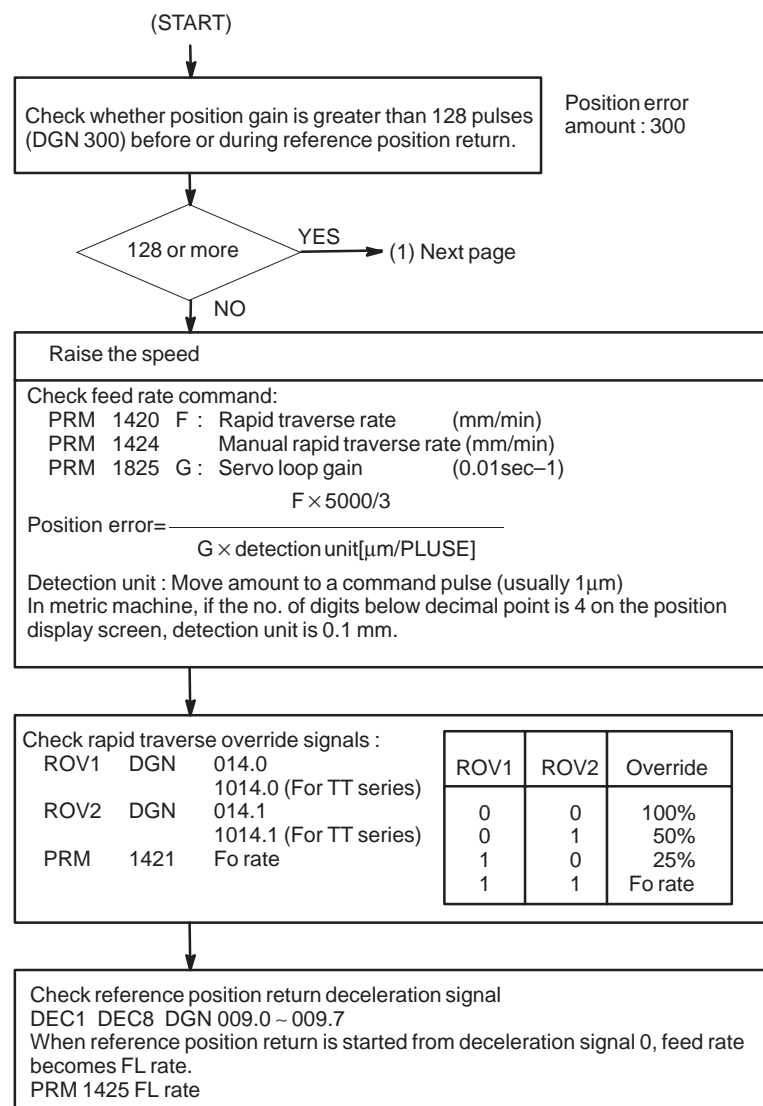 (START)
Check whether position gain is greater than 128 pulses
(DGN 300) before or during reference position return.
Position error
amount : 300
128 or more
YES
(1) Next page
NO
Raise the speed
Check feed rate command:
PRM 1420 F : Rapid traverse rate (mm/min)
PRM 1424 Manual rapid traverse rate (mm/min)
PRM 1825 G : Servo loop gain (0.01sec–1)
F × 5000/3
Position error=
G × detection unit[μm/PLUSE]
Detection unit : Move amount to a command pulse (usually 1μm)
In metric machine, if the no. of digits below decimal point is 4 on the position
display screen, detection unit is 0.1 mm.
Check rapid traverse override signals :
ROV1 DGN 014.0
1014.0 (For TT series)
ROV2 DGN 014.1
1014.1 (For TT series)
PRM 1421 Fo rate
ROV1 ROV2 Override
0 0 100%
0 1 50%
1 0 25%
1 1 Fo rate
Check reference position return deceleration signal
DEC1 DEC8 DGN 009.0 ~ 009.7
When reference position return is started from deceleration signal 0, feed rate
becomes FL rate.
PRM 1425 FL rate